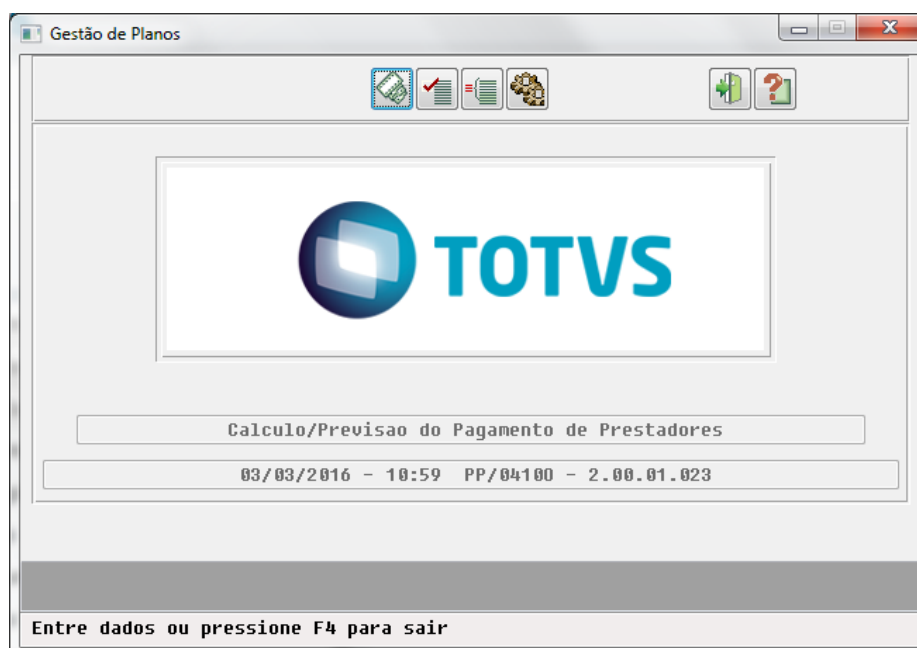 Gestão de Planos
TOTVS
Calculo/Previsao do Pagamento de Prestadores
03/03/2016 - 10:59 PP/0410O - 2.00.01.023
Entre dados ou pressione F4 para sair